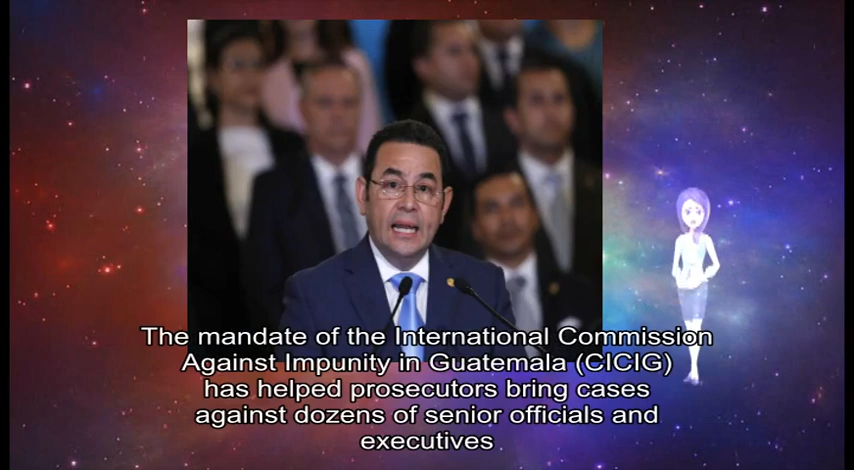 The mandate of the International Commission
Against Impunity in Guatemala (CICIG)
has helped prosecutors bring cases
against dozens of senior officials and
executives